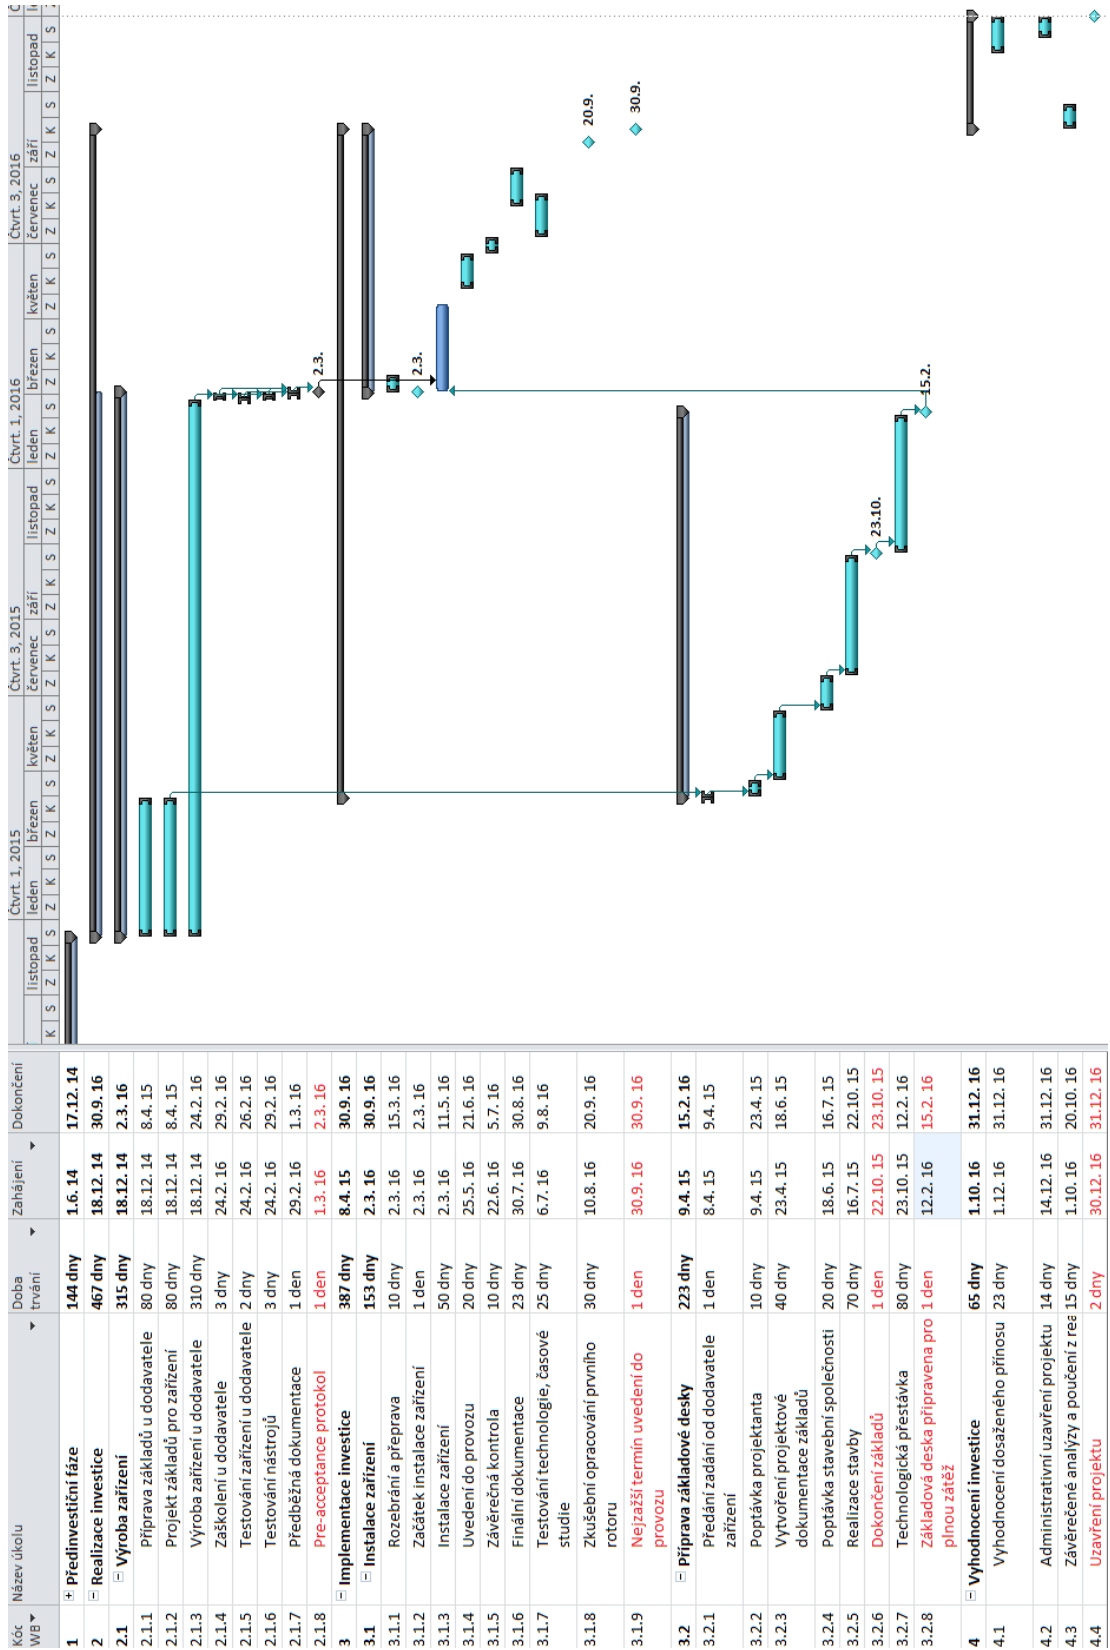 Kóc WB Název úkolu Doba trvání Zahájení Dokončení
1 Předinvestiční fáze 144 dny 1.6. 14 17.12. 14
2 Realizace investice 467 dny 18.12. 14 30.9. 16
2.1 Výroba zařízení 315 dny 18.12. 14 2.3. 16
2.1.1 Příprava základů u dodavatele 80 dny 18.12. 14 8.4. 15
2.1.2 Projekt základů pro zařízení 80 dny 18.12. 14 8.4. 15
2.1.3 Výroba zařízení u dodavatele 310 dny 18.12. 14 24.2. 16
2.1.4 Zaškolení u dodavatele 3 dny 24.2. 16 29.2. 16
2.1.5 Testování zařízení u dodavatele 2 dny 24.2. 16 26.2. 16
2.1.6 Testování nástrojů 3 dny 24.2. 16 29.2. 16
2.1.7 Předběžná dokumentace 1 den 29.2. 16 1.3. 16
2.1.8 Pre-acceptance protokol 1 den 1.3. 16 2.3. 16
3 Implementace investice 387 dny 8.4. 15 30.9. 16
3.1 Instalace zařízení 153 dny 2.3. 16 30.9. 16
3.1.1 Rozebrání a přeprava 10 dny 2.3. 16 15.3. 16
3.1.2 Začátek instalace zařízení 1 den 2.3. 16 2.3. 16
3.1.3 Instalace zařízení 50 dny 2.3. 16 11.5. 16
3.1.4 Uvedení do provozu 20 dny 25.5. 16 21.6. 16
3.1.5 Závěrečná kontrola 10 dny 22.6. 16 5.7. 16
3.1.6 Finální dokumentace 23 dny 30.7. 16 30.8. 16
3.1.7 Testování technologie, časové 25 dny 6.7. 16 9.8. 16
studie
3.1.8 Zkušební opracování prvního 30 dny 10.8. 16 20.9. 16
rotoru
3.1.9 Nejzažší termín uvedení do 1 den 30.9. 16 30.9. 16
provozu
3.2 Příprava základové desky 223 dny 9.4. 15 15.2. 16
3.2.1 Předání zadání od dodavatele 1 den 8.4. 15 9.4. 15
zařízení
3.2.2 Poptávka projektanta 10 dny 9.4. 15 23.4. 15
3.2.3 Vytvoření projektové 40 dny 23.4. 15 18.6. 15
dokumentace základů
3.2.4 Poptávka stavební společnosti 20 dny 18.6. 15 16.7. 15
3.2.5 Realizace stavby 70 dny 16.7. 15 22.10. 15
3.2.6 Dokončení základů 1 den 22.10. 15 23.10. 15
3.2.7 Technologická přestávka 80 dny 23.10. 15 12.2. 16
3.2.8 Základová deska připravena pro 1 den 12.2. 16 15.2. 16
plnou zátěž
4 Vyhodnocení investice 65 dny 1.10. 16 31.12. 16
4.1 Vyhodnocení dosaženého přínosu 23 dny 1.12. 16 31.12. 16
4.2 Administrativní uzavření projektu 14 dny 14.12. 16 31.12. 16
4.3 Závěrečené analýzy a poučení z rea 15 dny 1.10. 16 20.10. 16
4.4 Uzavření projektu 2 dny 30.12. 16 31.12. 16
Čtvrt. 1, 2015 Čtvrt. 3, 2015 Čtvrt. 1, 2016 Čtvrt. 3, 2016 Č
listopad leden březen květen červenec září listopad leden březen květen červenec září listopad le
K S Z K S Z K S Z K S Z K S Z K S Z K S Z K S Z K S Z K S Z K S Z K S Z K S Z K S
2.3.
2.3.
20.9.
30.9.
23.10.
15.2.